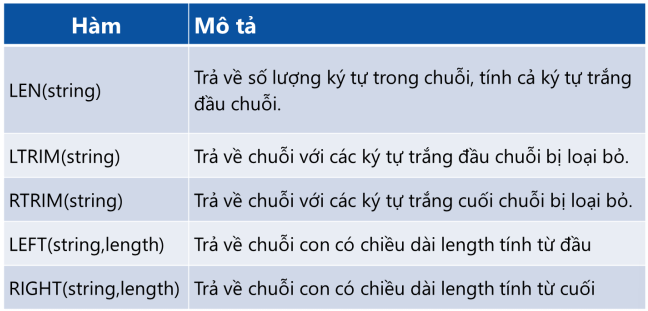 Hàm Mô tả
LEN(string) Trả về số lượng ký tự trong chuỗi, tính cả ký tự trắng
đầu chuỗi.
LTRIM(string) Trả về chuỗi với các ký tự trắng đầu chuỗi bị loại bỏ.
RTRIM(string) Trả về chuỗi với các ký tự trắng cuối chuỗi bị loại bỏ.
LEFT(string,length) Trả về chuỗi con có chiều dài length tính từ đầu
RIGHT(string,length) Trả về chuỗi con có chiều dài length tính từ cuối